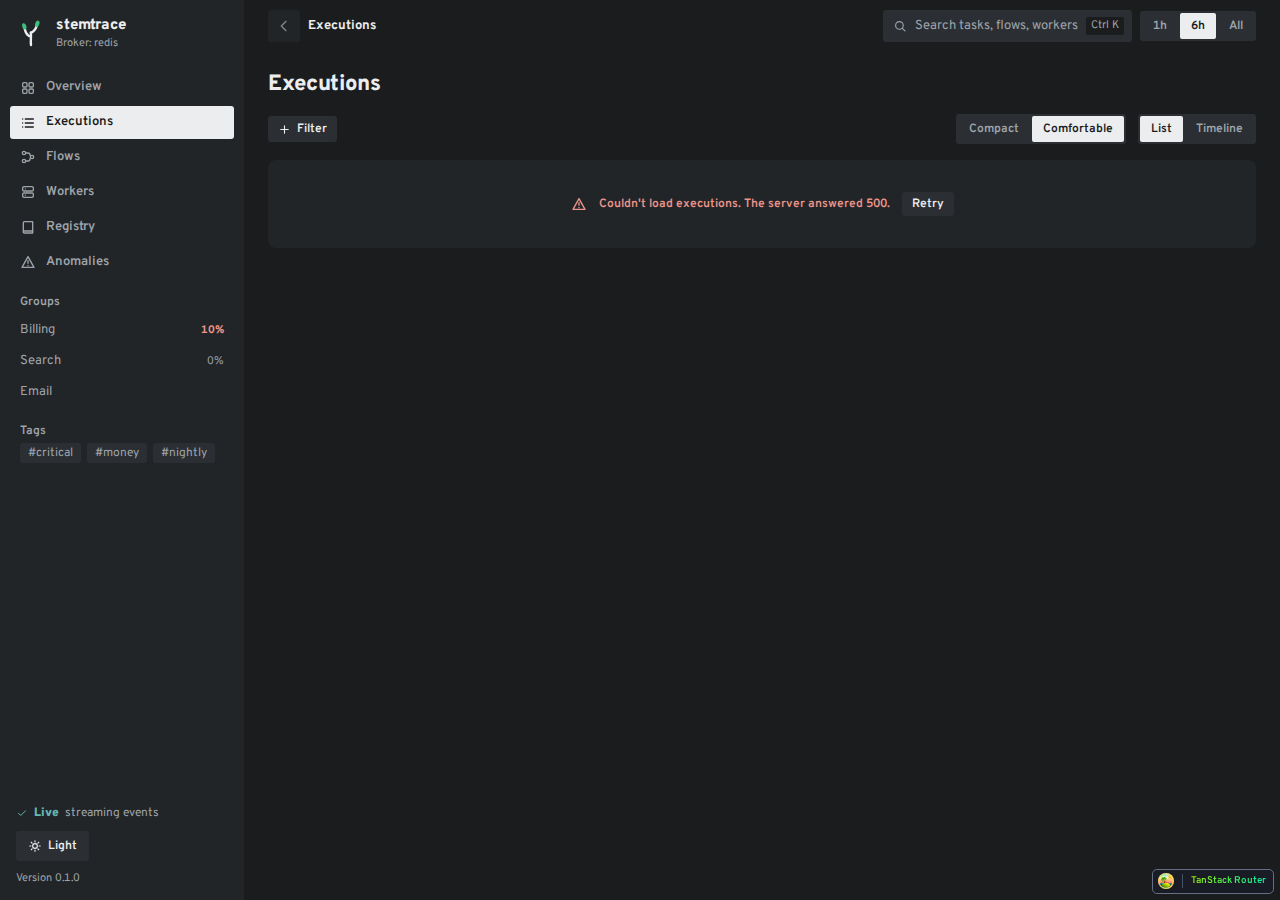 stemtrace
Broker: redis
Overview
Executions
Flows
Workers
Registry
Anomalies
Groups
Billing 10%
Search 0%
Email
Tags
#critical #money #nightly
Live streaming events
Light
Version 0.1.0
Executions
Search tasks, flows, workers Ctrl K
1h 6h All
Executions
Filter
Compact Comfortable List Timeline
Couldn't load executions. The server answered 500. Retry
TanStack Router